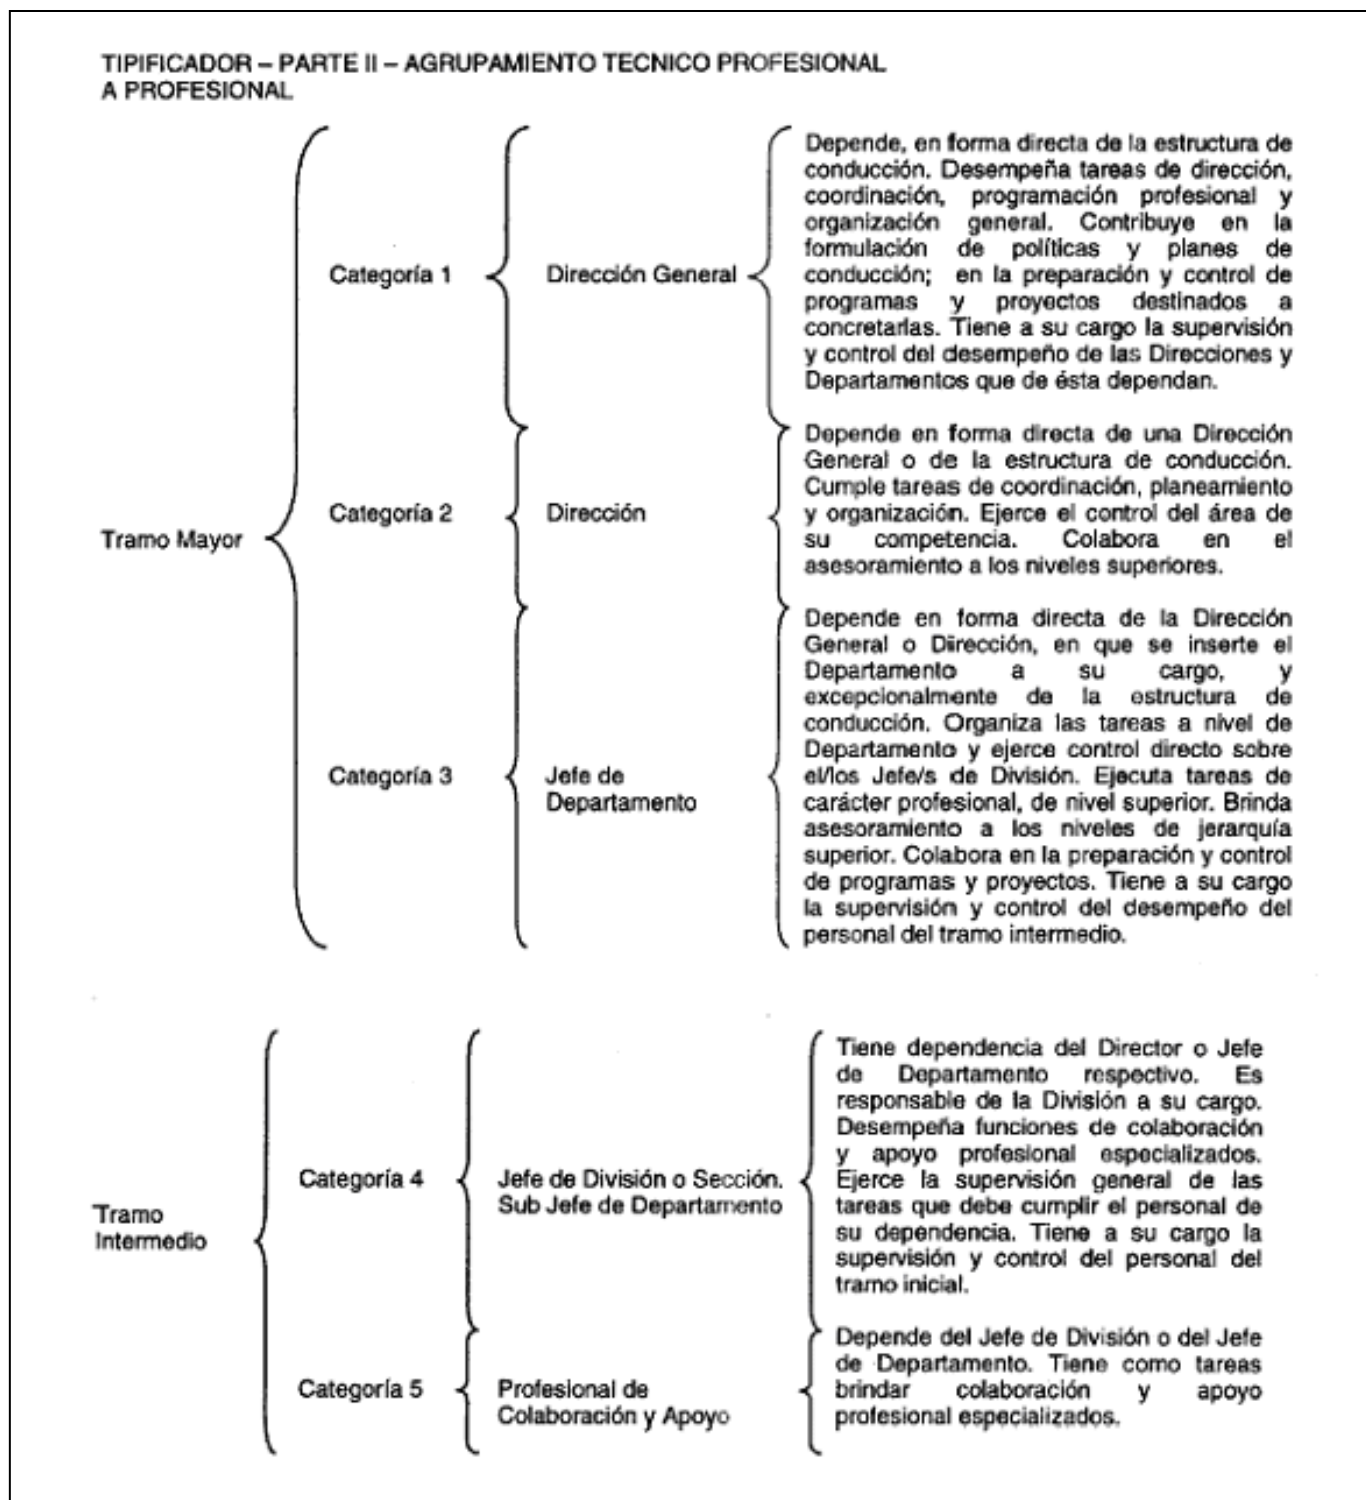 TIPIFICADOR – PARTE II – AGRUPAMIENTO TECNICO PROFESIONAL
A PROFESIONAL
Tramo Mayor
Categoría 1
Dirección General
Depende, en forma directa de la estructura de
conducción. Desempeña tareas de dirección,
coordinación, programación profesional y
organización general. Contribuye en la
formulación de políticas y planes de
conducción; en la preparación y control de
programas y proyectos destinados a
concretarlas. Tiene a su cargo la supervisión
y control del desempeño de las Direcciones y
Departamentos que de ésta dependan.
Categoría 2
Dirección
Depende en forma directa de una Dirección
General o de la estructura de conducción.
Cumple tareas de coordinación, planeamiento
y organización. Ejerce el control del área de
su competencia. Colabora en el
asesoramiento a los niveles superiores.
Categoría 3
Jefe de
Departamento
Depende en forma directa de la Dirección
General o Dirección, en que se inserte el
Departamento a su cargo, y
excepcionalmente de la estructura de
conducción. Organiza las tareas a nivel de
Departamento y ejerce control directo sobre
el/los Jefe/s de División. Ejecuta tareas de
carácter profesional, de nivel superior. Brinda
asesoramiento a los niveles de jerarquía
superior. Colabora en la preparación y control
de programas y proyectos. Tiene a su cargo
la supervisión y control del desempeño del
personal del tramo intermedio.
Tramo
Intermedio
Categoría 4
Jefe de División o Sección.
Sub Jefe de Departamento
Tiene dependencia del Director o Jefe
de Departamento respectivo. Es
responsable de la División a su cargo.
Desempeña funciones de colaboración
y apoyo profesional especializados.
Ejerce la supervisión general de las
tareas que debe cumplir el personal de
su dependencia. Tiene a su cargo la
supervisión y control del personal del
tramo inicial.
Categoría 5
Profesional de
Colaboración y Apoyo
Depende del Jefe de División o del Jefe
de Departamento. Tiene como tareas
brindar colaboración y apoyo
profesional especializados.